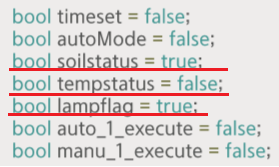 bool timeset = false;
bool autoMode = false;
bool soilstatus = true;
bool tempstatus = false;
bool lampflag = true;
bool auto_1_execute = false;
bool manu_1_execute = false;